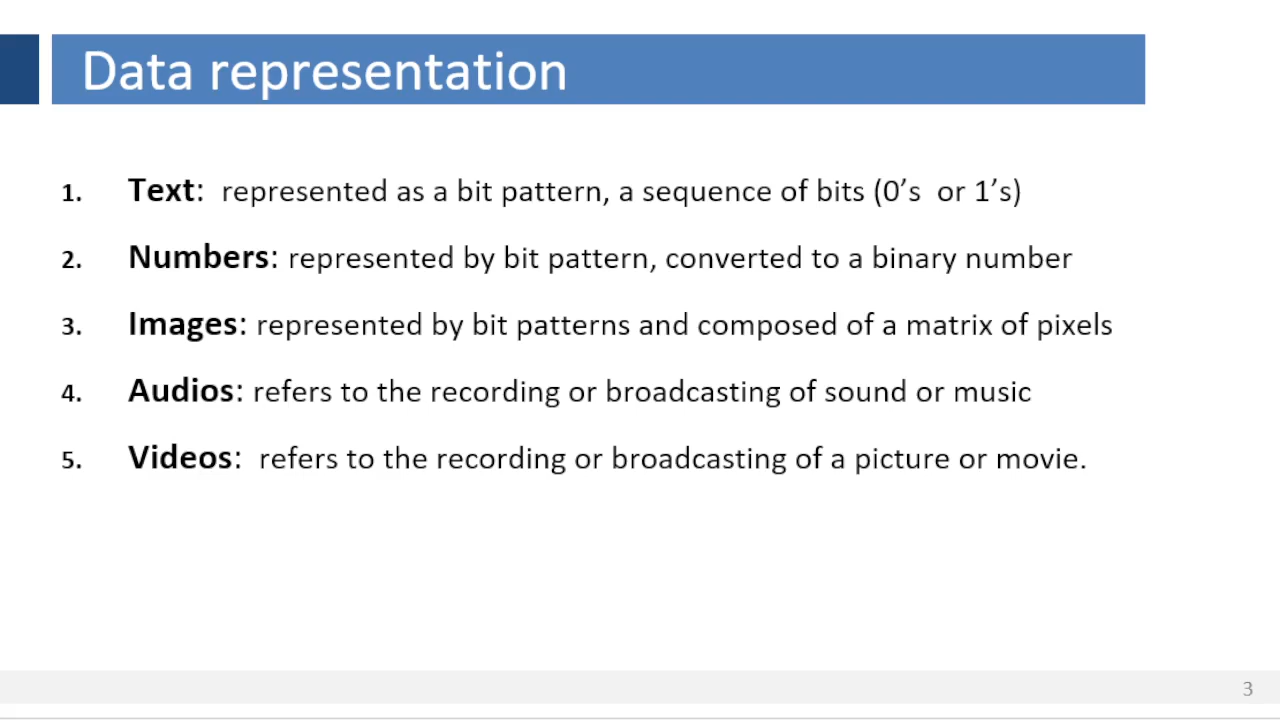 Data representation
1. Text:  represented as a bit pattern, a sequence of bits (0’s  or 1’s)
2. Numbers: represented by bit pattern, converted to a binary number
3. Images: represented by bit patterns and composed of a matrix of pixels
4. Audios: refers to the recording or broadcasting of sound or music
5. Videos:  refers to the recording or broadcasting of a picture or movie.
3